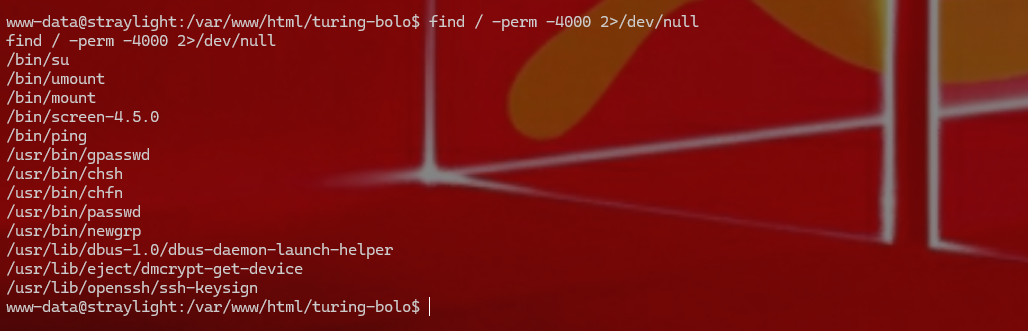 www-data@straylight:/var/www/html/turing-bolo$ find / -perm -4000 2>/dev/null
find / -perm -4000 2>/dev/null
/bin/su
/bin/umount
/bin/mount
/bin/screen-4.5.0
/bin/ping
/usr/bin/gpasswd
/usr/bin/chsh
/usr/bin/chfn
/usr/bin/passwd
/usr/bin/newgrp
/usr/lib/dbus-1.0/dbus-daemon-launch-helper
/usr/lib/eject/dmcrypt-get-device
/usr/lib/openssh/ssh-keysign
www-data@straylight:/var/www/html/turing-bolo$